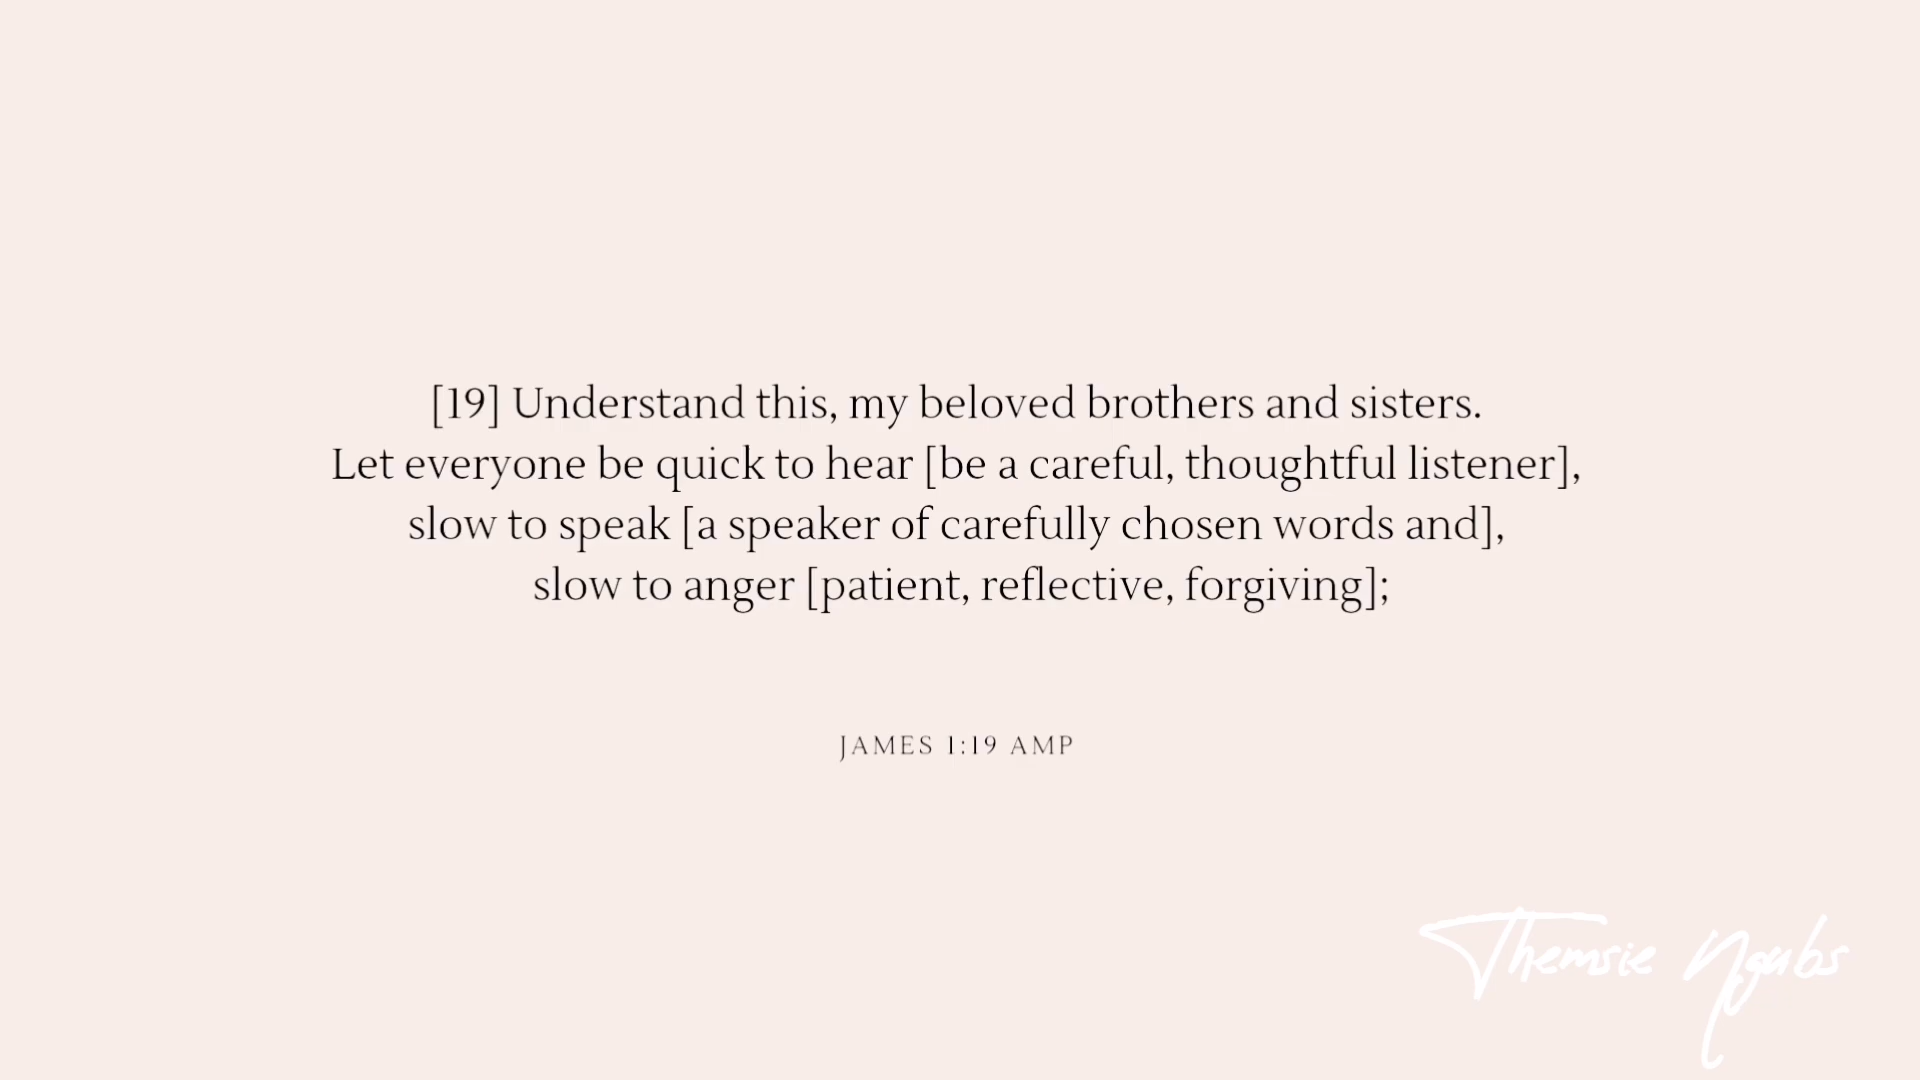 [19] Understand this, my beloved brothers and sisters.
Let everyone be quick to hear [be a careful, thoughtful listener],
slow to speak [a speaker of carefully chosen words and],
slow to anger [patient, reflective, forgiving];
JAMES 1:19 AMP
Themsie